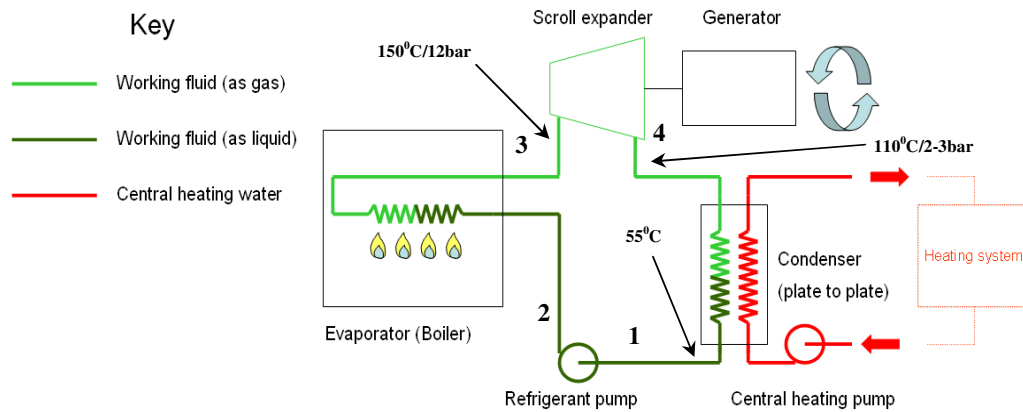 Key
Working fluid (as gas)
Working fluid (as liquid)
Central heating water
Scroll expander
Generator
150⁰C/12bar
3
4
110⁰C/2-3bar
55⁰C
Condenser
(plate to plate)
Heating system
Evaporator (Boiler)
2
1
Refrigerant pump
Central heating pump